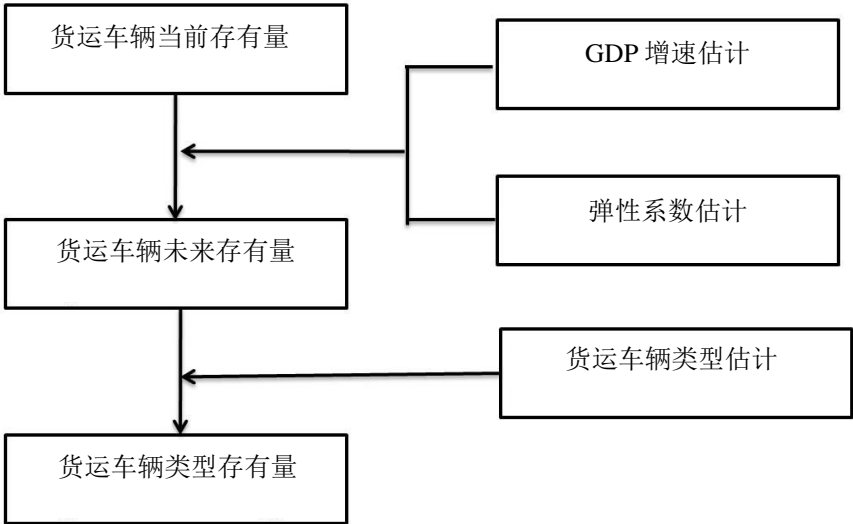 货运车辆当前存有量
GDP 增速估计
弹性系数估计
货运车辆未来存有量
货运车辆类型估计
货运车辆类型存有量